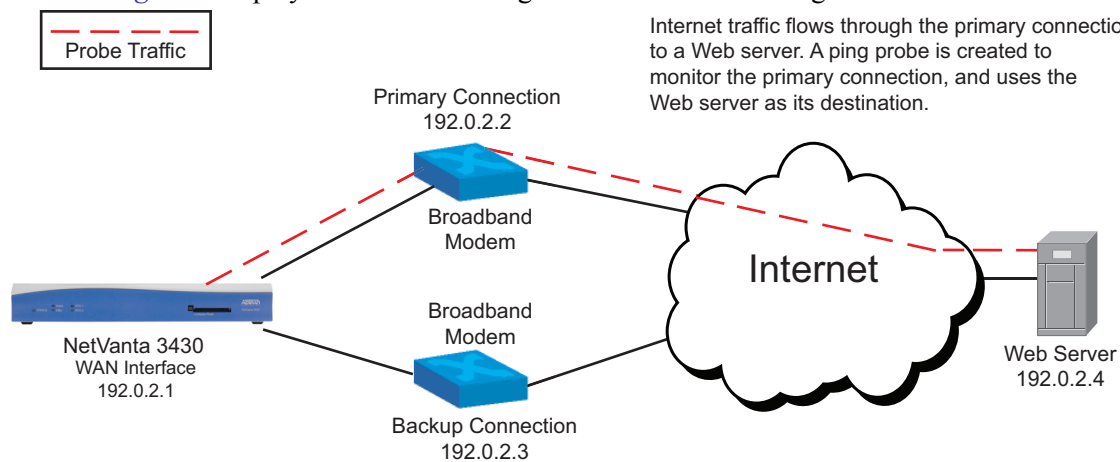 Probe Traffic
Internet traffic flows through the primary connectio
to a Web server. A ping probe is created to
monitor the primary connection, and uses the
Web server as its destination.
Primary Connection
192.0.2.2
Broadband
Modem
Internet
NetVanta 3430
WAN Interface
192.0.2.1
Broadband
Modem
Backup Connection
192.0.2.3
Web Server
192.0.2.4